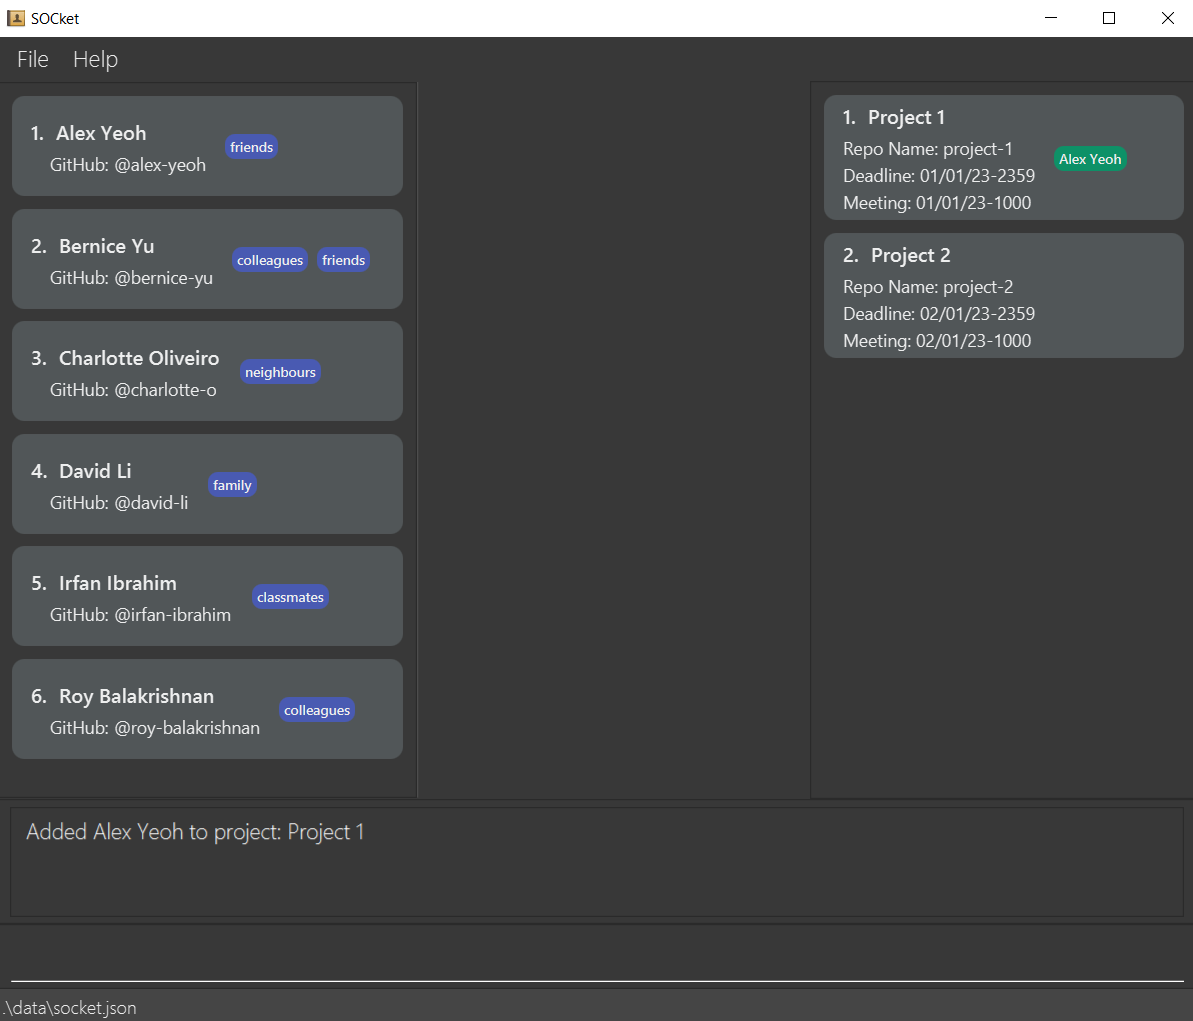 SOCket
File Help
1. Alex Yeoh
GitHub: @alex-yeoh
friends
2. Bernice Yu
GitHub: @bernice-yu
colleagues friends
3. Charlotte Oliveiro
GitHub: @charlotte-o
neighbours
4. David Li
GitHub: @david-li
family
5. Irfan Ibrahim
GitHub: @irfan-ibrahim
classmates
6. Roy Balakrishnan
GitHub: @roy-balakrishnan
colleagues
1. Project 1
Repo Name: project-1
Deadline: 01/01/23-2359
Meeting: 01/01/23-1000
Alex Yeoh
2. Project 2
Repo Name: project-2
Deadline: 02/01/23-2359
Meeting: 02/01/23-1000
Added Alex Yeoh to project: Project 1
.\data\socket.json